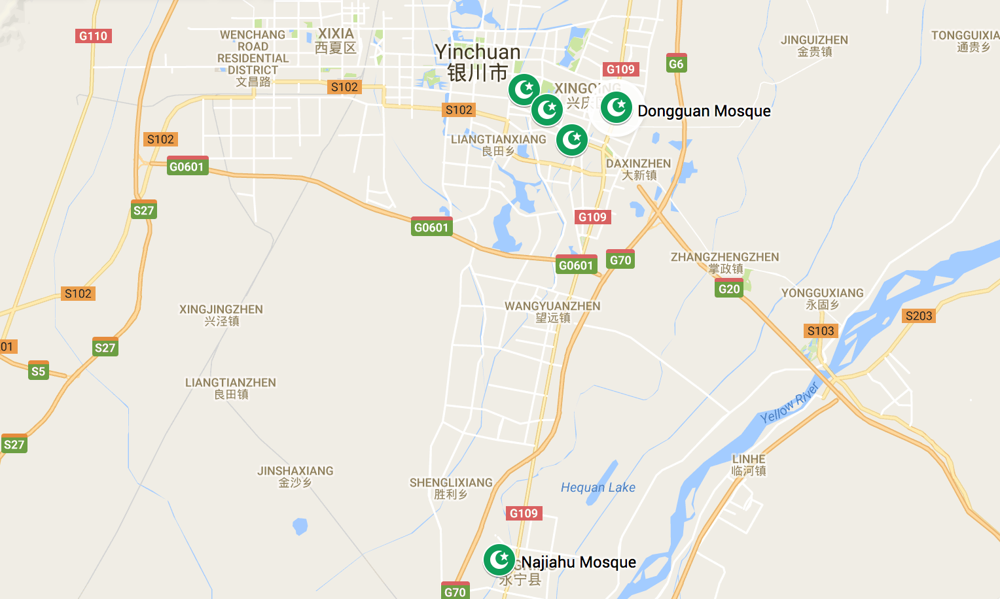 G110
WENCHANG
ROAD
RESIDENTIAL
DISTRICT
文昌路
XIXIA
西夏区
Yinchuan
银川市
JINGUIZHEN
金贵镇
TONGGUIXIA
通贵乡
G6
G109
S102
XINGQING
兴庆
S102
Dongguan Mosque
S102
LIANGTIANXIANG
良田乡
G0601
DAXINZHEN
大新镇
S27
G109
G0601
G0601
G70
ZHANGZHENGZHEN
掌政镇
G20
S102
YONGGUXIANG
永固乡
XINGJINGZHEN
兴泾镇
WANGYUANZHEN
望远镇
S203
S103
01
S27
S5
LIANGTIANZHEN
良田镇
Yellow River
S27
LINHE
临河镇
JINSHAXIANG
金沙乡
SHENGLIXIANG
胜利乡
Hequan Lake
G109
Najiahu Mosque
永宁县
G70